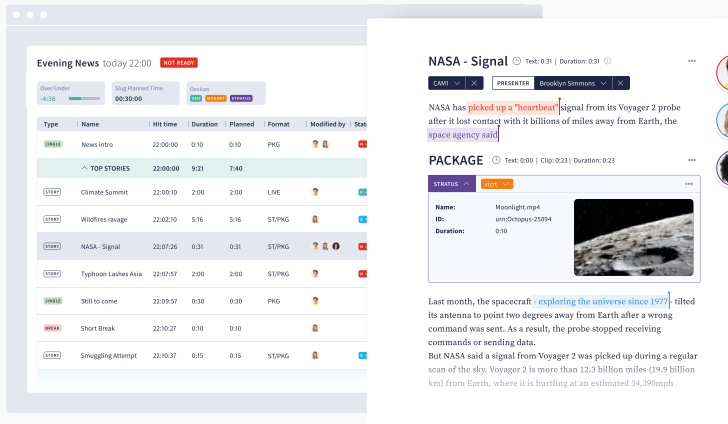 Evening News today 22:00 NOT READY
Over/Under
-4:38
Slug Planned Time
00:30:00
Devices
VIZ MOSART STRATUS
Type Name Hit time Duration Planned Format Modified by State
JINGLE News intro 22:00:00 0:10 0:10 PKG
TOP STORIES 22:00:00 9:21 7:40
STORY Climate Summit 22:00:10 2:00 2:00 LIVE
STORY Wildfires ravage 22:02:10 5:16 5:16 ST/PKG
STORY NASA - Signal 22:07:26 0:31 0:31 ST/PKG
STORY Typhoon Lashes Asia 22:07:57 2:00 2:00 ST/PKG
JINGLE Still to come 22:09:57 0:30 0:30 PKG
BREAK Short Break 22:10:27 0:10 0:10
STORY Smuggling Attempt 22:10:37 0:15 0:15 ST/PKG
NASA - Signal Text: 0:31 | Duration: 0:31
CAM1 PRESENTER Brooklyn Simmons
NASA has picked up a "heartbeat" signal from its Voyager 2 probe
after it lost contact with it billions of miles away from Earth, the
space agency said
PACKAGE Text: 0:00 | Clip: 0:23 | Duration: 0:23
STRATUS vizrt
Name: Moonlight.mp4
ID: urn:Octopus-25894
Duration: 0:10
Last month, the spacecraft - exploring the universe since 1977 - tilted
its antenna to point two degrees away from Earth after a wrong
command was sent. As a result, the probe stopped receiving
commands or sending data.
But NASA said a signal from Voyager 2 was picked up during a regular
scan of the sky. Voyager 2 is more than 12.3 billion miles (19.9 billion
km) from Earth, where it is hurtling at an estimated 34,390mph